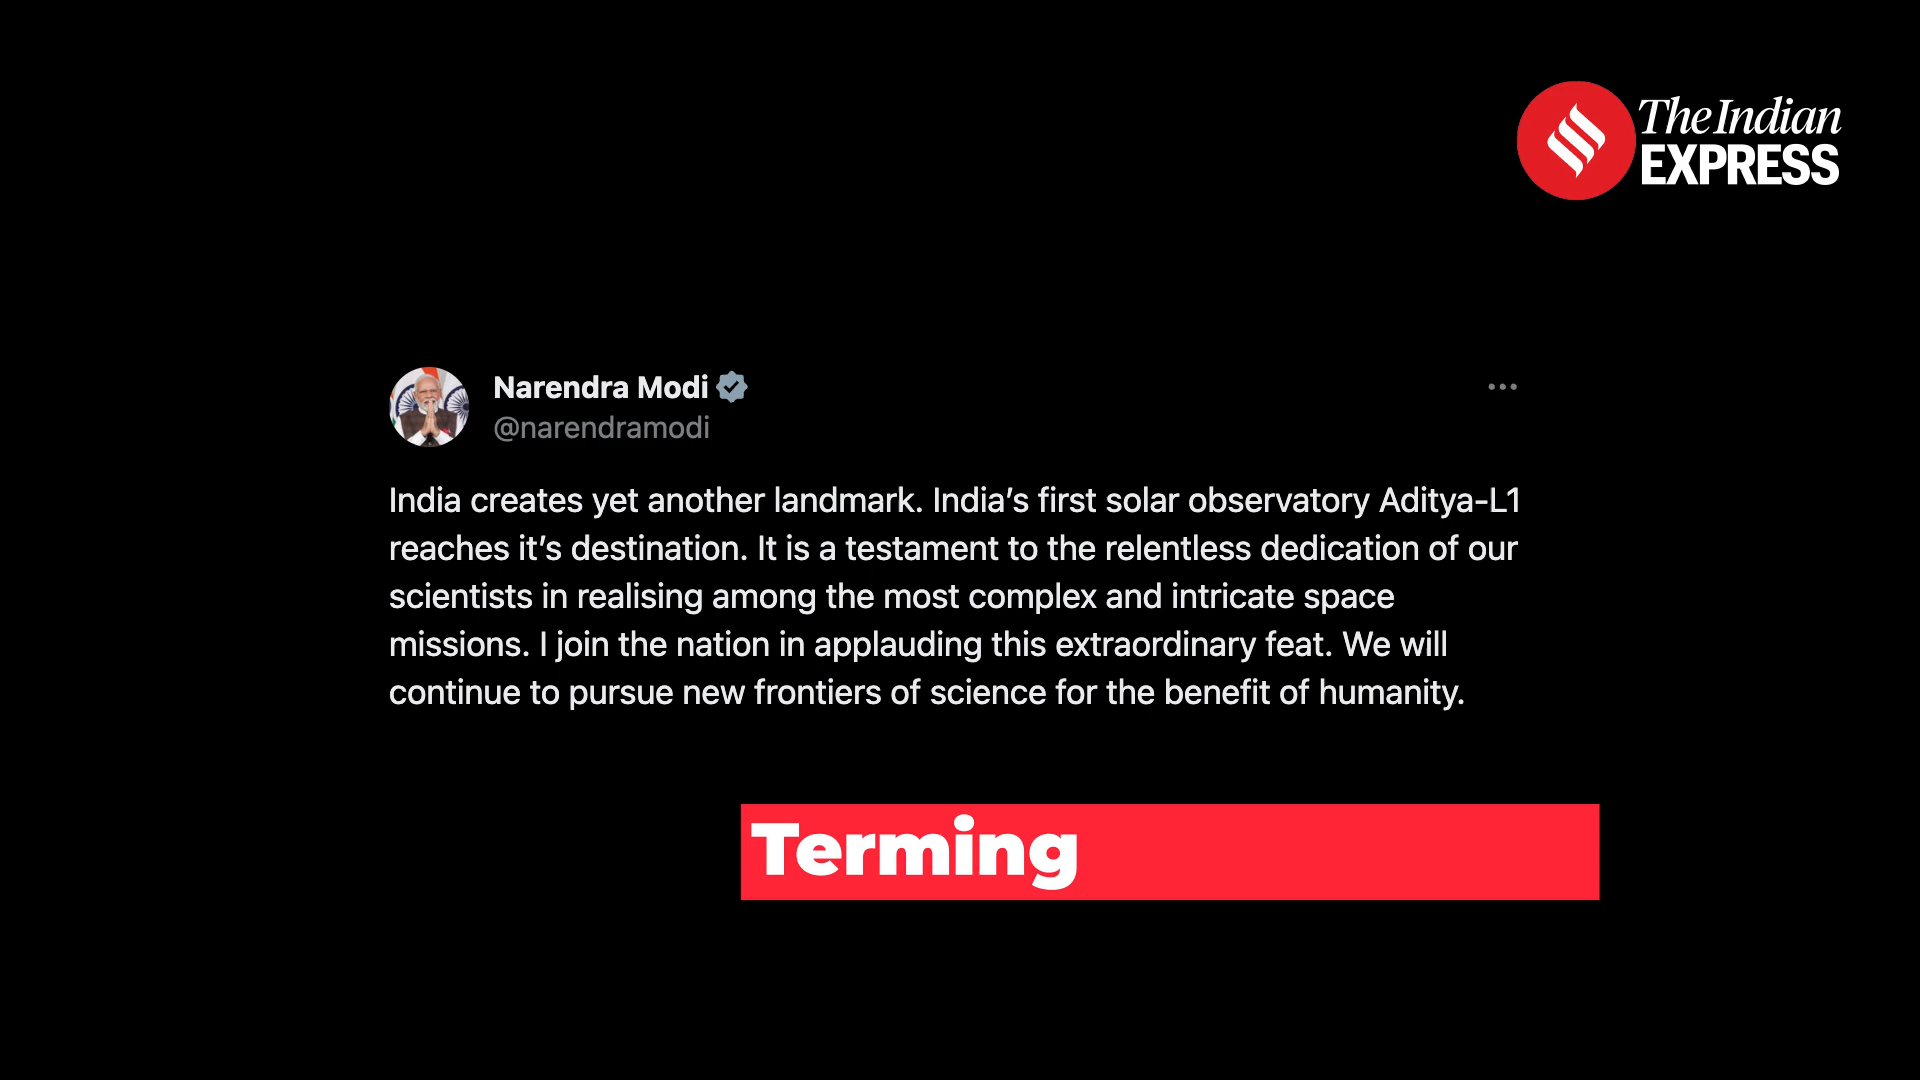 The Indian
EXPRESS
Narendra Modi
@narendramodi
India creates yet another landmark. India’s first solar observatory Aditya-L1
reaches it’s destination. It is a testament to the relentless dedication of our
scientists in realising among the most complex and intricate space
missions. I join the nation in applauding this extraordinary feat. We will
continue to pursue new frontiers of science for the benefit of humanity.
Terming